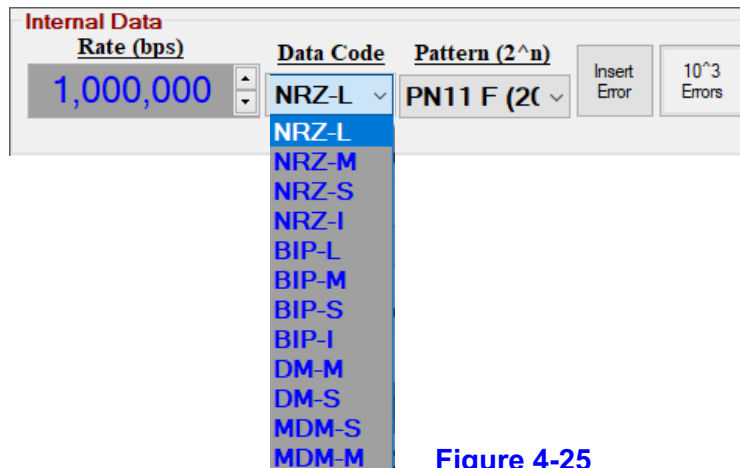 Internal Data
Rate (bps) Data Code Pattern (2^n)
1,000,000 NRZ-L PN11 F (2( Insert Error 10^3 Errors
NRZ-L
NRZ-M
NRZ-S
NRZ-I
BIP-L
BIP-M
BIP-S
BIP-I
DM-M
DM-S
MDM-S
MDM-M Figure 4-25